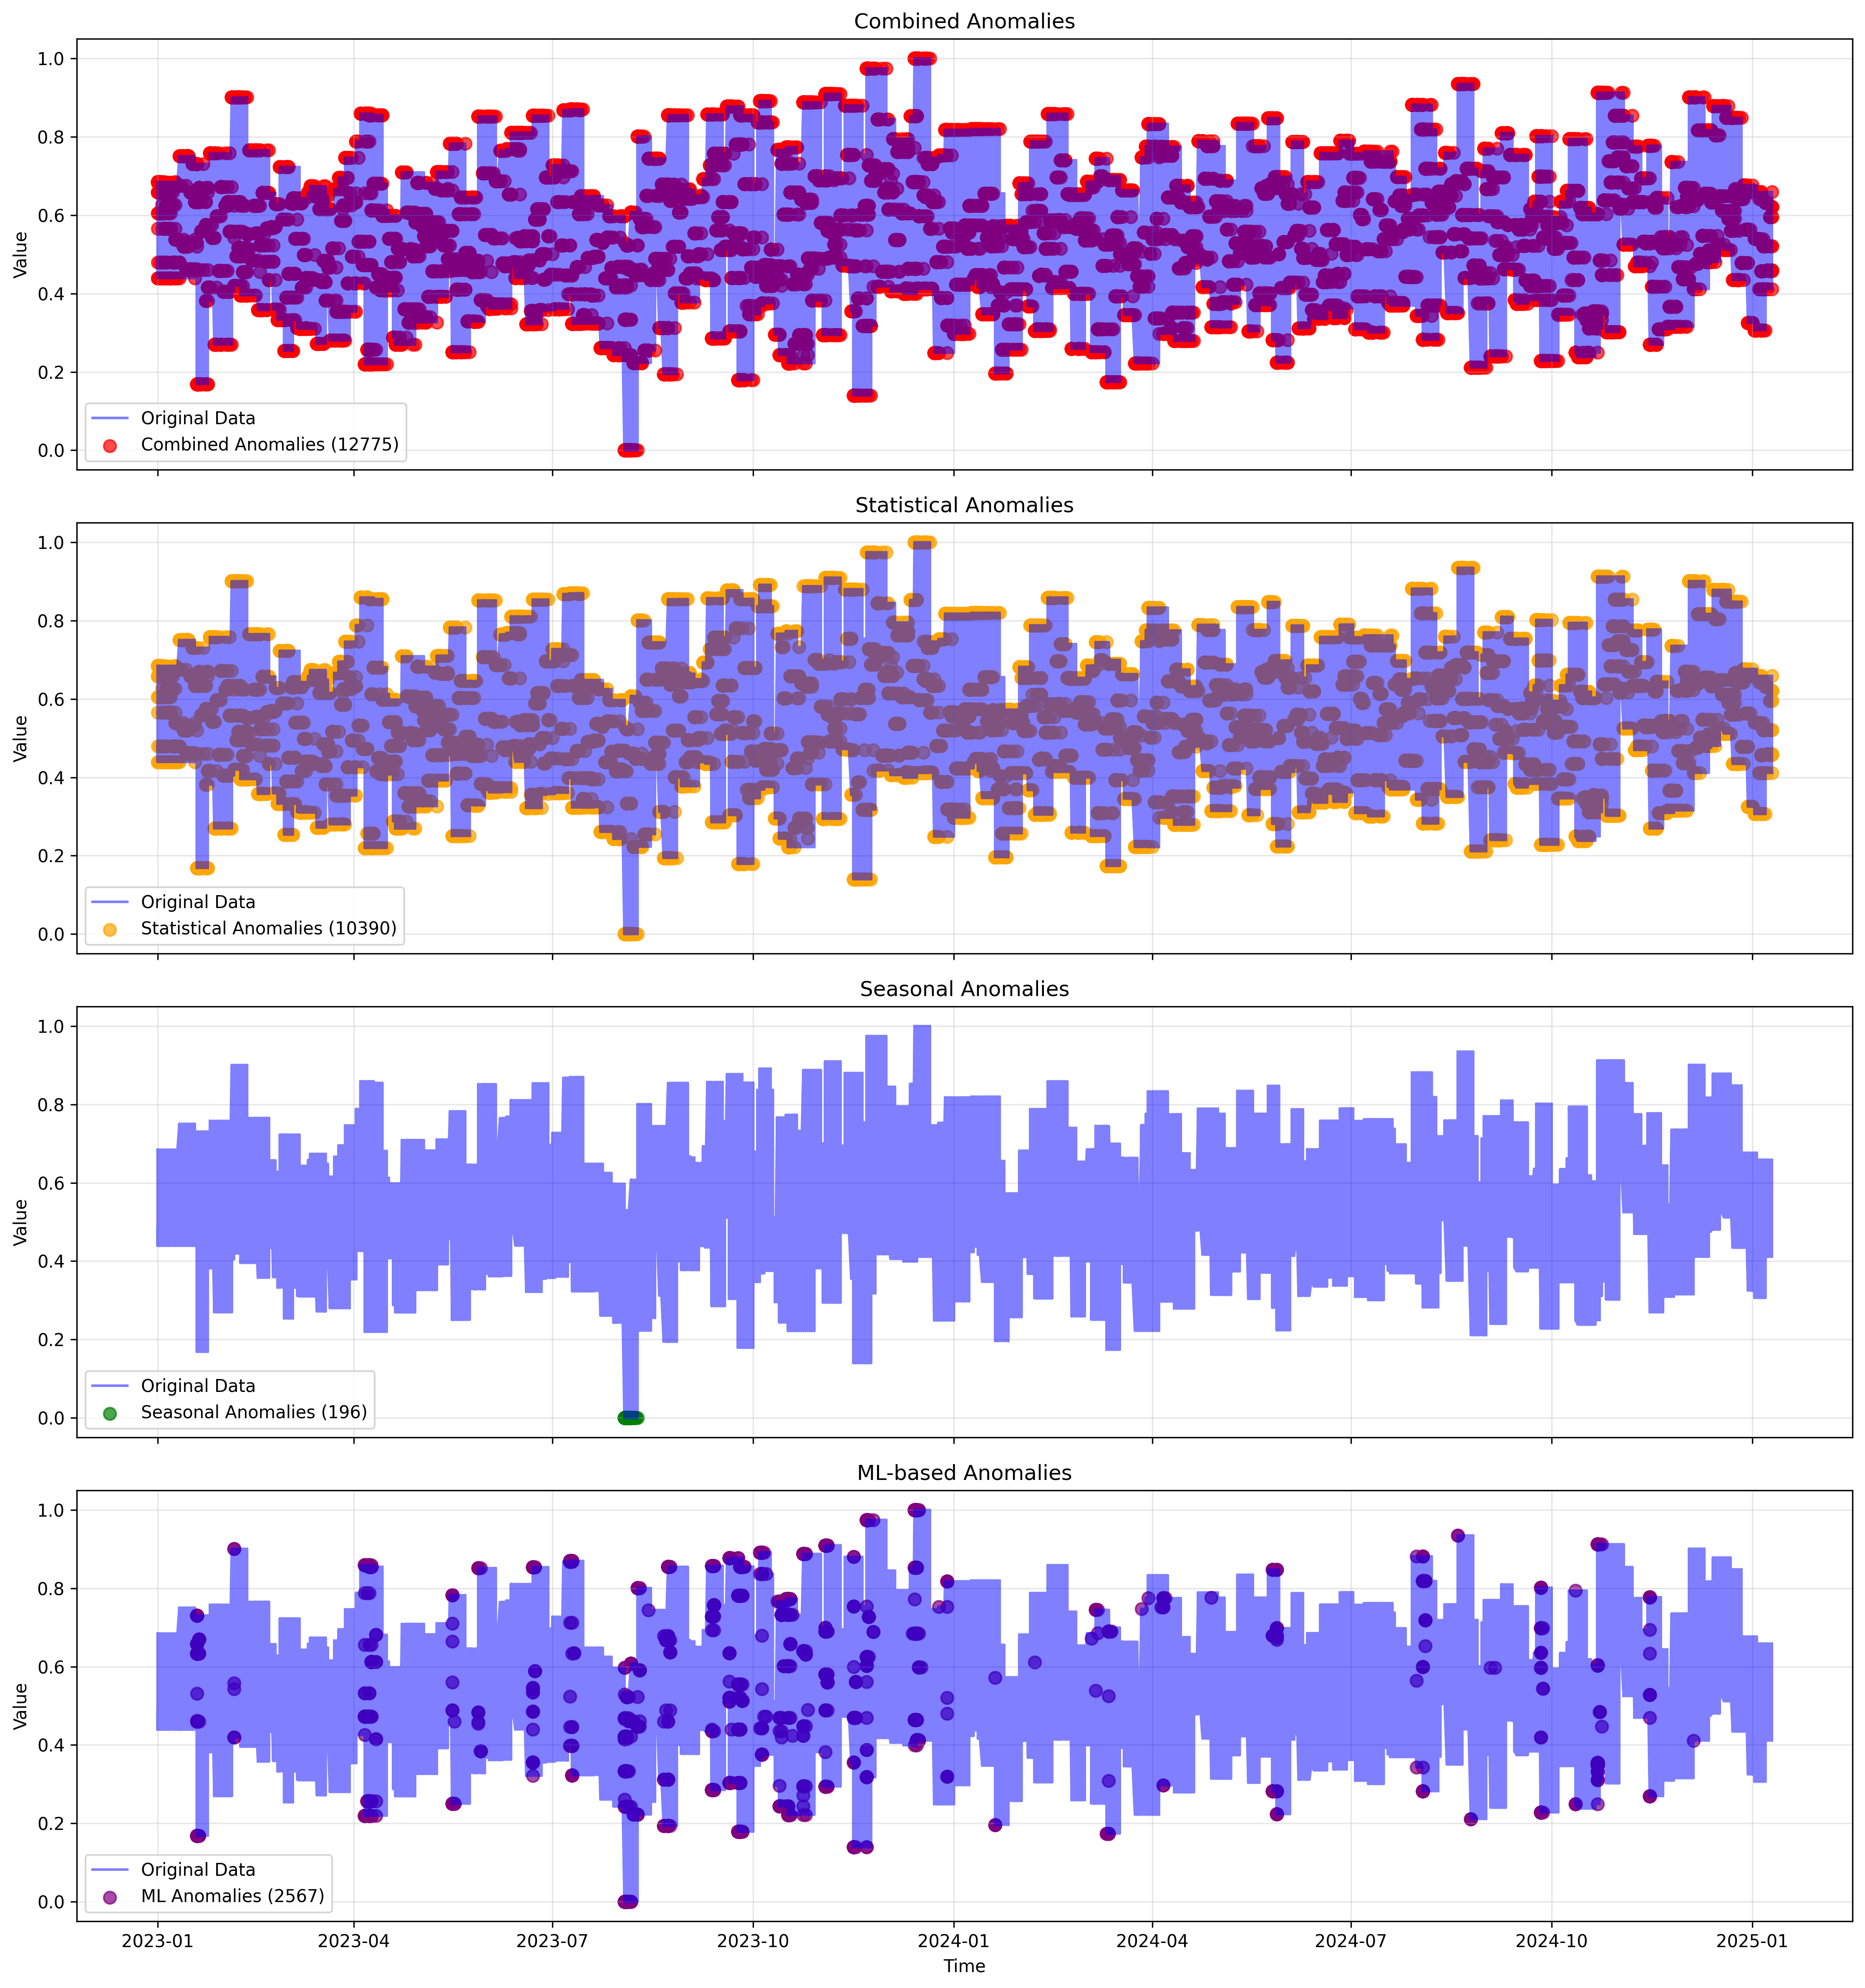 Combined Anomalies
1.0
0.8
0.6
0.4
0.2
0.0
Value
Original Data
Combined Anomalies (12775)
Statistical Anomalies
1.0
0.8
0.6
0.4
0.2
0.0
Value
Original Data
Statistical Anomalies (10390)
Seasonal Anomalies
1.0
0.8
0.6
0.4
0.2
0.0
Value
Original Data
Seasonal Anomalies (196)
ML-based Anomalies
1.0
0.8
0.6
0.4
0.2
0.0
Value
Original Data
ML Anomalies (2567)
2023-01 2023-04 2023-07 2023-10 2024-01 2024-04 2024-07 2024-10 2025-01
Time